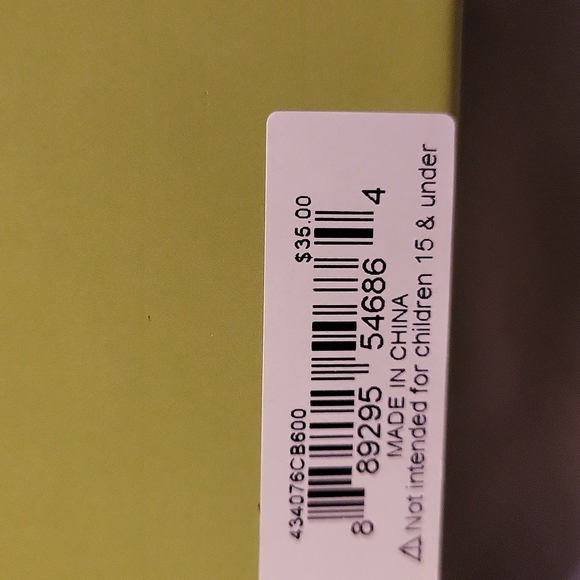 434076CB600 $35.00
8 89295 54686 4
MADE IN CHINA
⚠ Not intended for children 15 & under